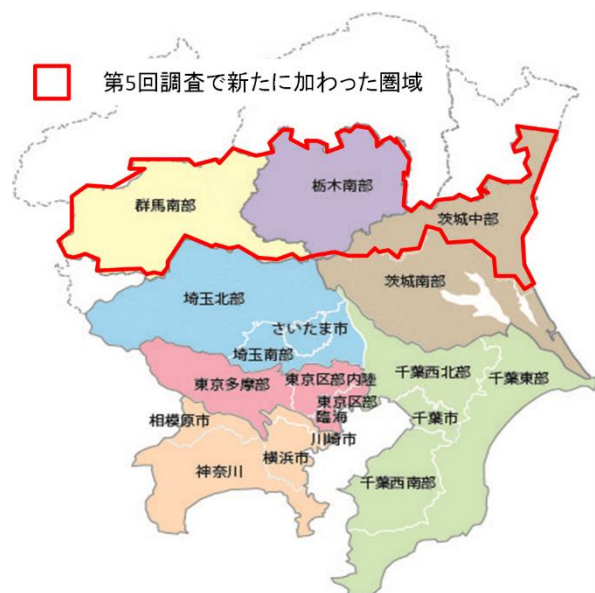 第5回調査で新たに加わった圏域
栃木南部
群馬南部
茨城中部
茨城南部
埼玉北部
さいたま市
埼玉南部
東京多摩部
東京区部内陸
東京区部
臨海
千葉西北部
千葉東部
千葉市
相模原市
川崎市
横浜市
神奈川
千葉西南部